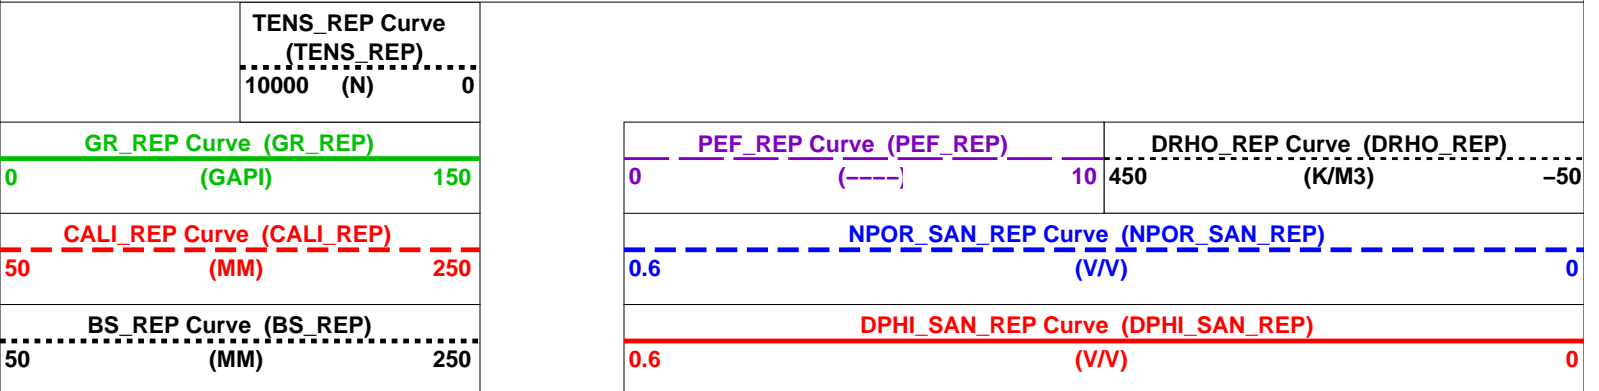 TENS_REP Curve
(TENS_REP)
10000 (N) 0
GR_REP Curve (GR_REP)
0 (GAPI) 150
PEF_REP Curve (PEF_REP)
0 (----) 10
DRHO_REP Curve (DRHO_REP)
450 (K/M3) -50
CALI_REP Curve (CALI_REP)
50 (MM) 250
NPOR_SAN_REP Curve (NPOR_SAN_REP)
0.6 (V/V) 0
BS_REP Curve (BS_REP)
50 (MM) 250
DPHI_SAN_REP Curve (DPHI_SAN_REP)
0.6 (V/V) 0